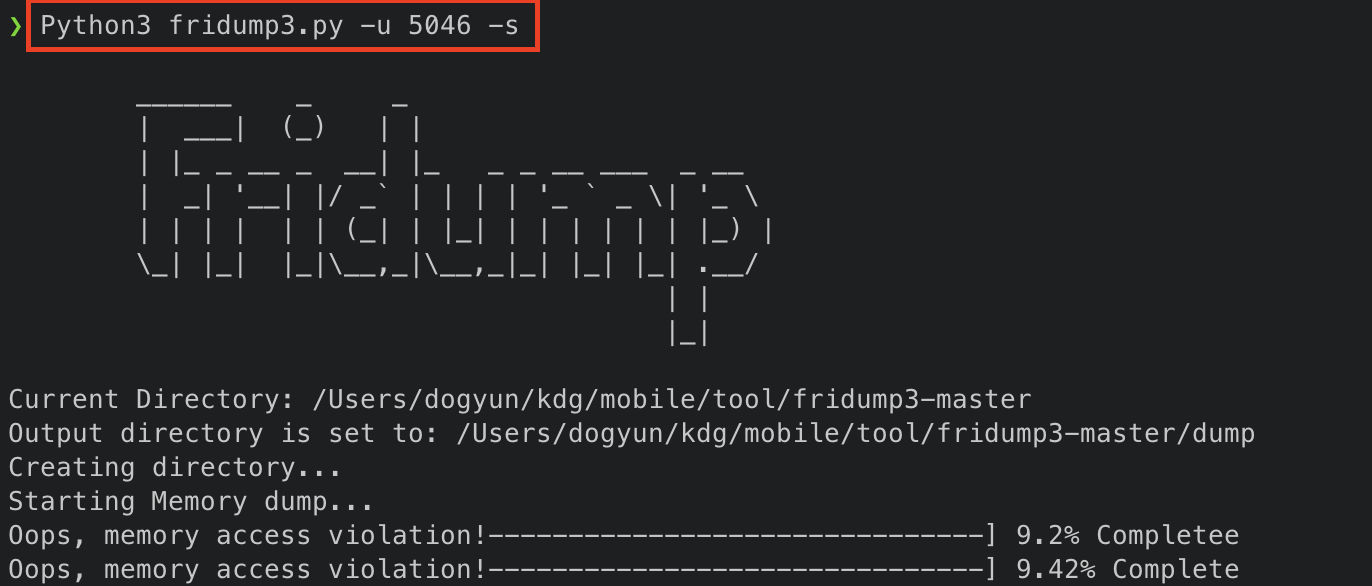 ❯ Python3 fridump3.py -u 5046 -s
        ______    _     _
        |  ___|  (_)   | |
        | |_ _ __ _  __| |_   _ _ __ ___  _ __
        |  _| '__| |/ _` | | | | '_ ` _ \| '_ \
        | | | |  | | (_| | |_| | | | | | | |_) |
        \_| |_|  |_|\__,_|\__,_|_| |_| |_| .__/
                                         | |
                                         |_|
Current Directory: /Users/dogyun/kdg/mobile/tool/fridump3-master
Output directory is set to: /Users/dogyun/kdg/mobile/tool/fridump3-master/dump
Creating directory...
Starting Memory dump...
Oops, memory access violation!-------------------------------] 9.2% Completee
Oops, memory access violation!-------------------------------] 9.42% Complete